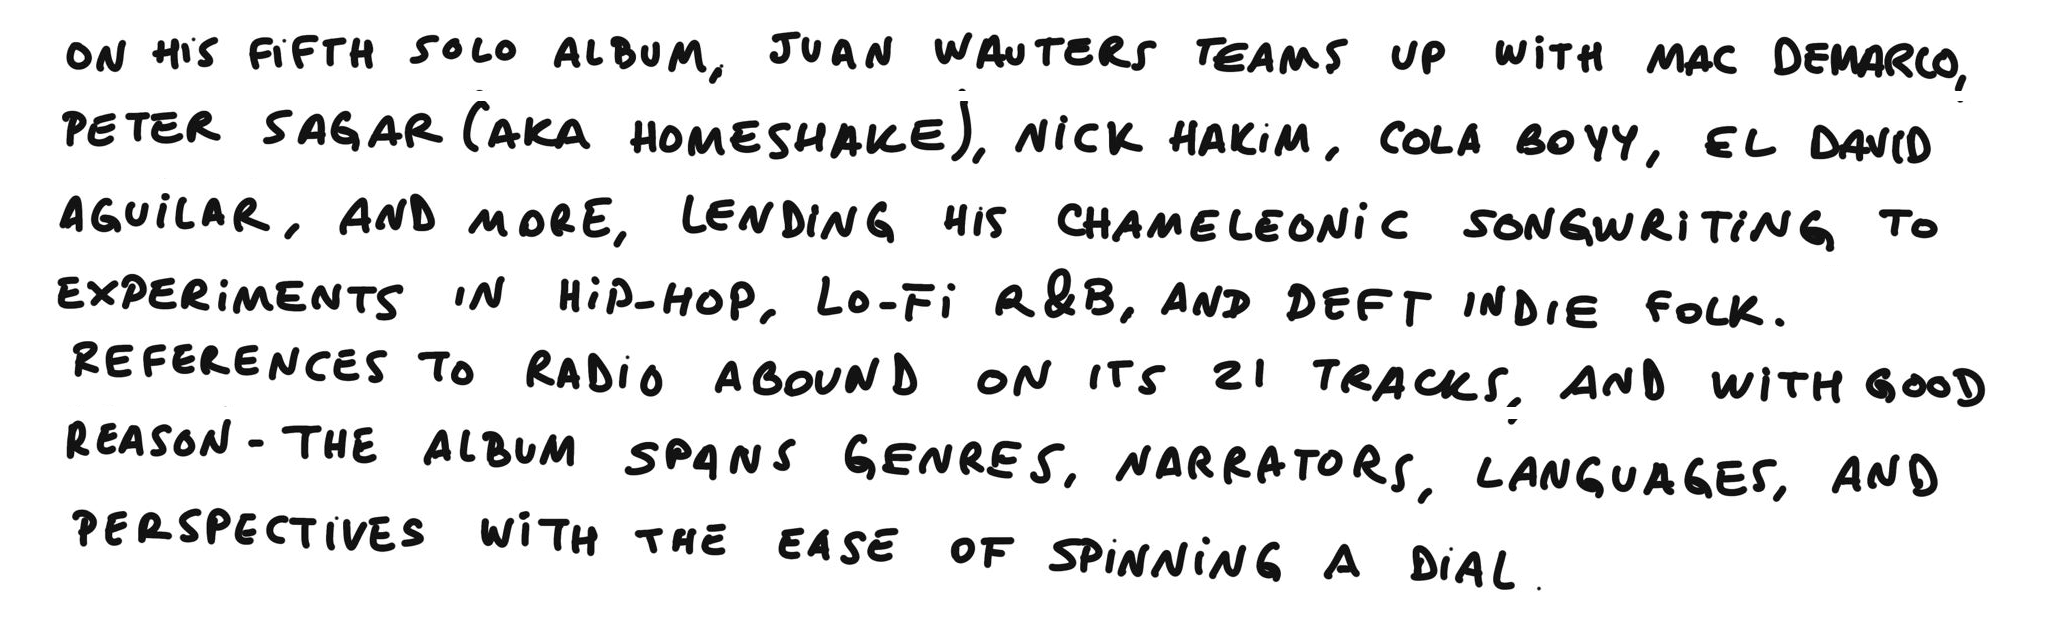 ON HiS FiFTH SOLO ALBUM, JUAN WAUTERS TEAMS UP WiTH MAC DEMARCO,
PETER SAGAR (AKA HOMESHAKE), NiCK HAKiM, COLA BOYY, EL DAVID
AGUiLAR, AND MORE, LENDiNG HiS CHAMELEONiC SONGWRiTiNG TO
EXPERiMENTS IN HiP-HOP, LO-Fi R&B, AND DEFT INDIE FOLK.
REFERENCES TO RADiO ABOUND ON ITS 21 TRACKS, AND WiTH GOOD
REASON - THE ALBUM SPANS GENRES, NARRATORS, LANGUAGES, AND
PERSPECTiVES WiTH THE EASE OF SPiNNiNG A DiAL.